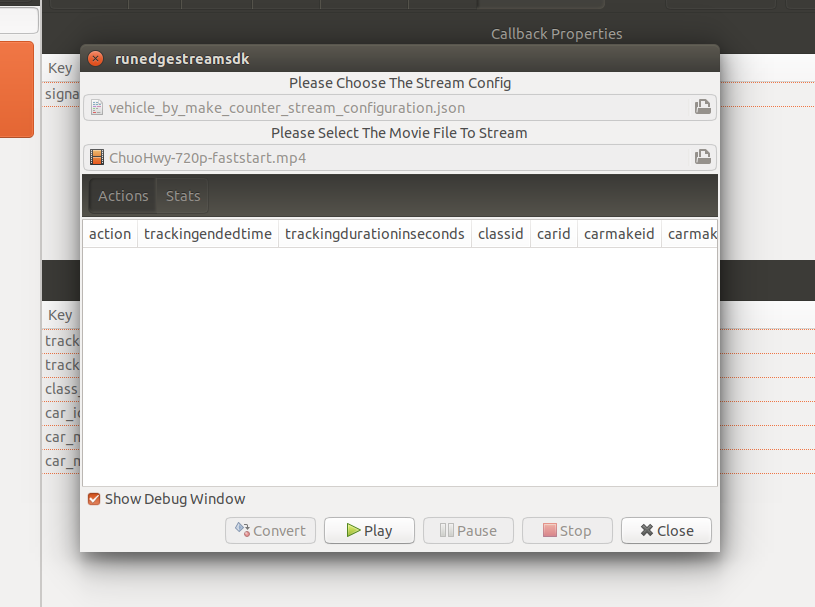 Callback Properties
Key
signa
runedgestreamsdk
Please Choose The Stream Config
vehicle_by_make_counter_stream_configuration.json
Please Select The Movie File To Stream
ChuoHwy-720p-faststart.mp4
Actions Stats
action trackingendedtime trackingdurationinseconds classid carid carmakeid carmak
Key
track
track
class_
car_i
car_m
car_m
Show Debug Window
Convert Play Pause Stop Close